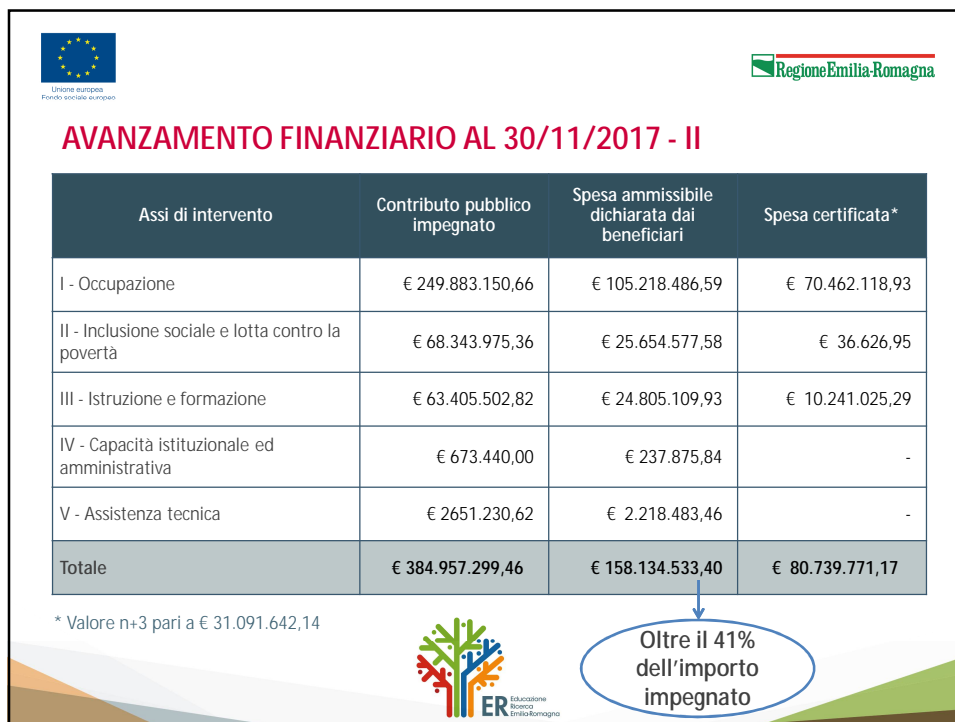 Unione europea
Fondo sociale europeo
RegioneEmilia-Romagna
AVANZAMENTO FINANZIARIO AL 30/11/2017 - II
Assi di intervento
Contributo pubblico
impegnato
Spesa ammissibile
dichiarata dai
beneficiari
Spesa certificata*
I - Occupazione
€ 249.883.150,66
€ 105.218.486,59
€ 70.462.118,93
II - Inclusione sociale e lotta contro la
povertà
€ 68.343.975,36
€ 25.654.577,58
€ 36.626,95
III - Istruzione e formazione
€ 63.405.502,82
€ 24.805.109,93
€ 10.241.025,29
IV - Capacità istituzionale ed
amministrativa
€ 673.440,00
€ 237.875,84
-
V - Assistenza tecnica
€ 2651.230,62
€ 2.218.483,46
-
Totale
€ 384.957.299,46
€ 158.134.533,40
€ 80.739.771,17
* Valore n+3 pari a € 31.091.642,14
Oltre il 41%
dell'importo
impegnato
ER
Educazione
Ricerca
Emilia-Romagna